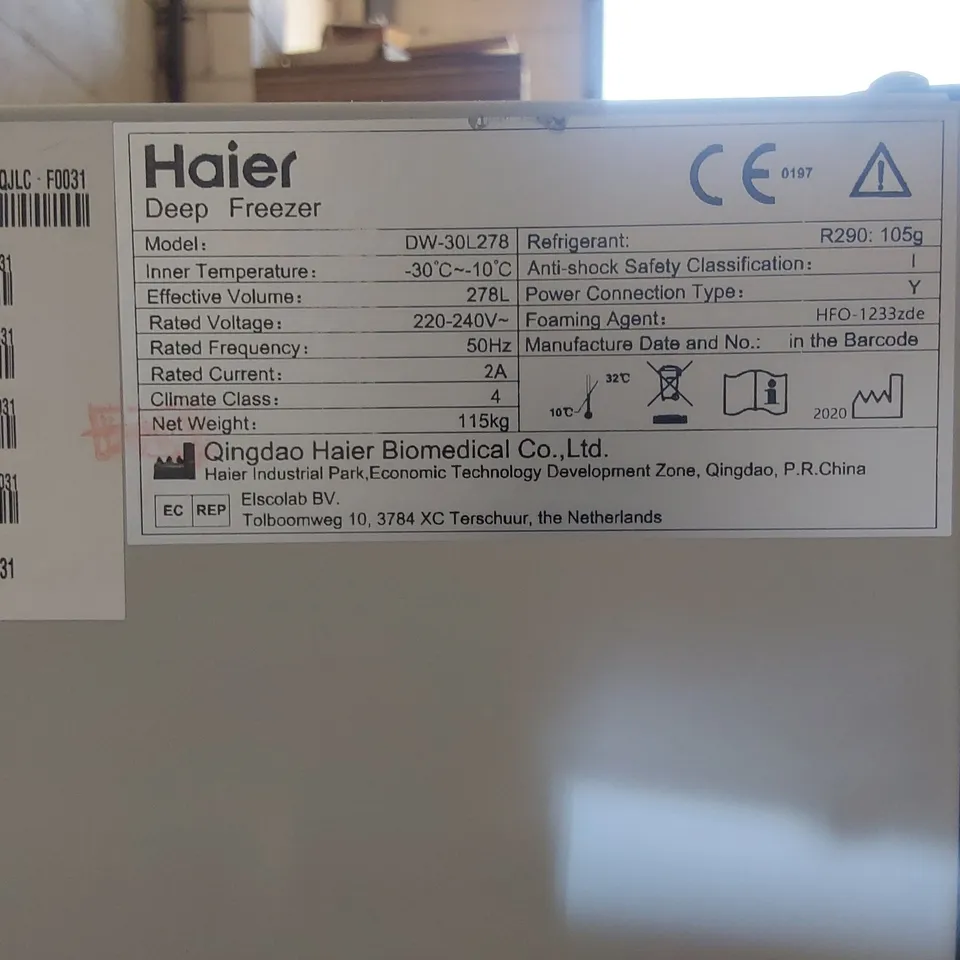 QJLC · F0031
31
31
031
031
31
Haier
Deep Freezer
CE 0197
Model: DW-30L278
Inner Temperature: -30°C~-10°C
Effective Volume: 278L
Rated Voltage: 220-240V~
Rated Frequency: 50Hz
Rated Current: 2A
Climate Class: 4
Net Weight: 115kg
Refrigerant: R290: 105g
Anti-shock Safety Classification: I
Power Connection Type: Y
Foaming Agent: HFO-1233zde
Manufacture Date and No.: in the Barcode
10℃ 32℃
2020
Qingdao Haier Biomedical Co.,Ltd.
Haier Industrial Park,Economic Technology Development Zone, Qingdao, P.R.China
EC REP
Elscolab BV.
Tolboomweg 10, 3784 XC Terschuur, the Netherlands